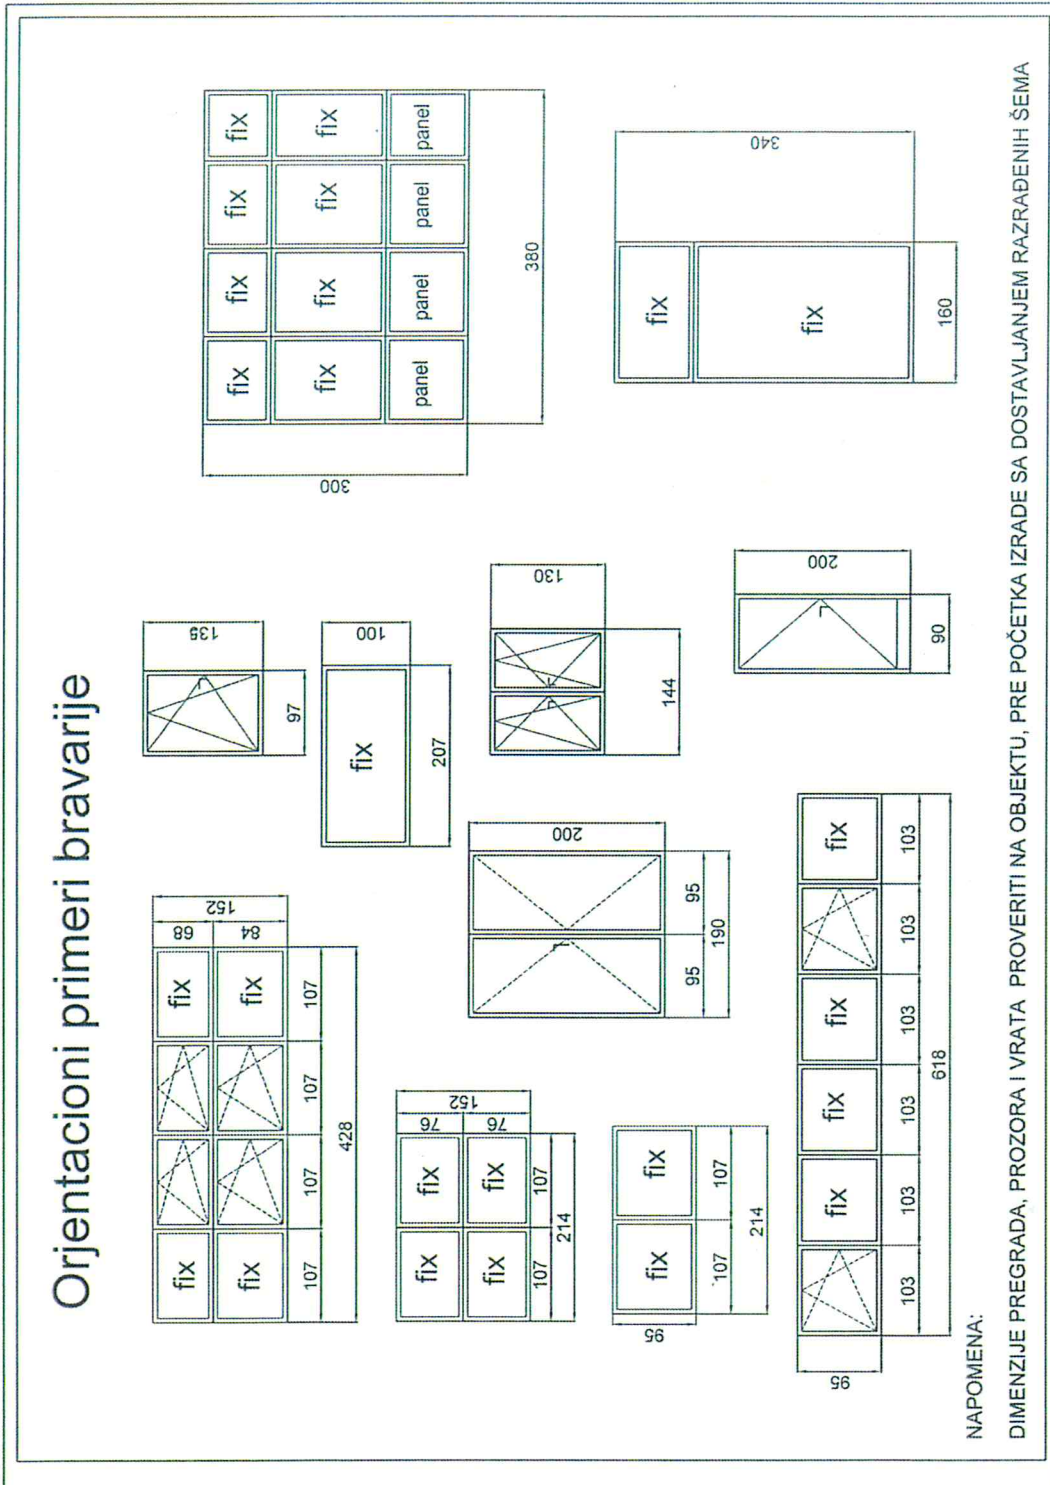 Orjentacioni primeri bravarije
fix fix
fix fix
68
84
152
107 107 107 107
428
97
135
fix fix fix fix
fix fix fix fix
panel panel panel panel
300
380
fix
207
100
fix fix
fix fix
76
76
152
107 107
214
200
95 95
190
144
130
fix fix
95
107 107
214
90
200
fix
fix
340
160
fix fix fix fix
95
103 103 103 103 103 103
618
NAPOMENA:
DIMENZIJE PREGRADA, PROZORA I VRATA PROVERITI NA OBJEKTU, PRE POČETKA IZRADE SA DOSTAVLJANJEM RAZRAĐENIH ŠEMA